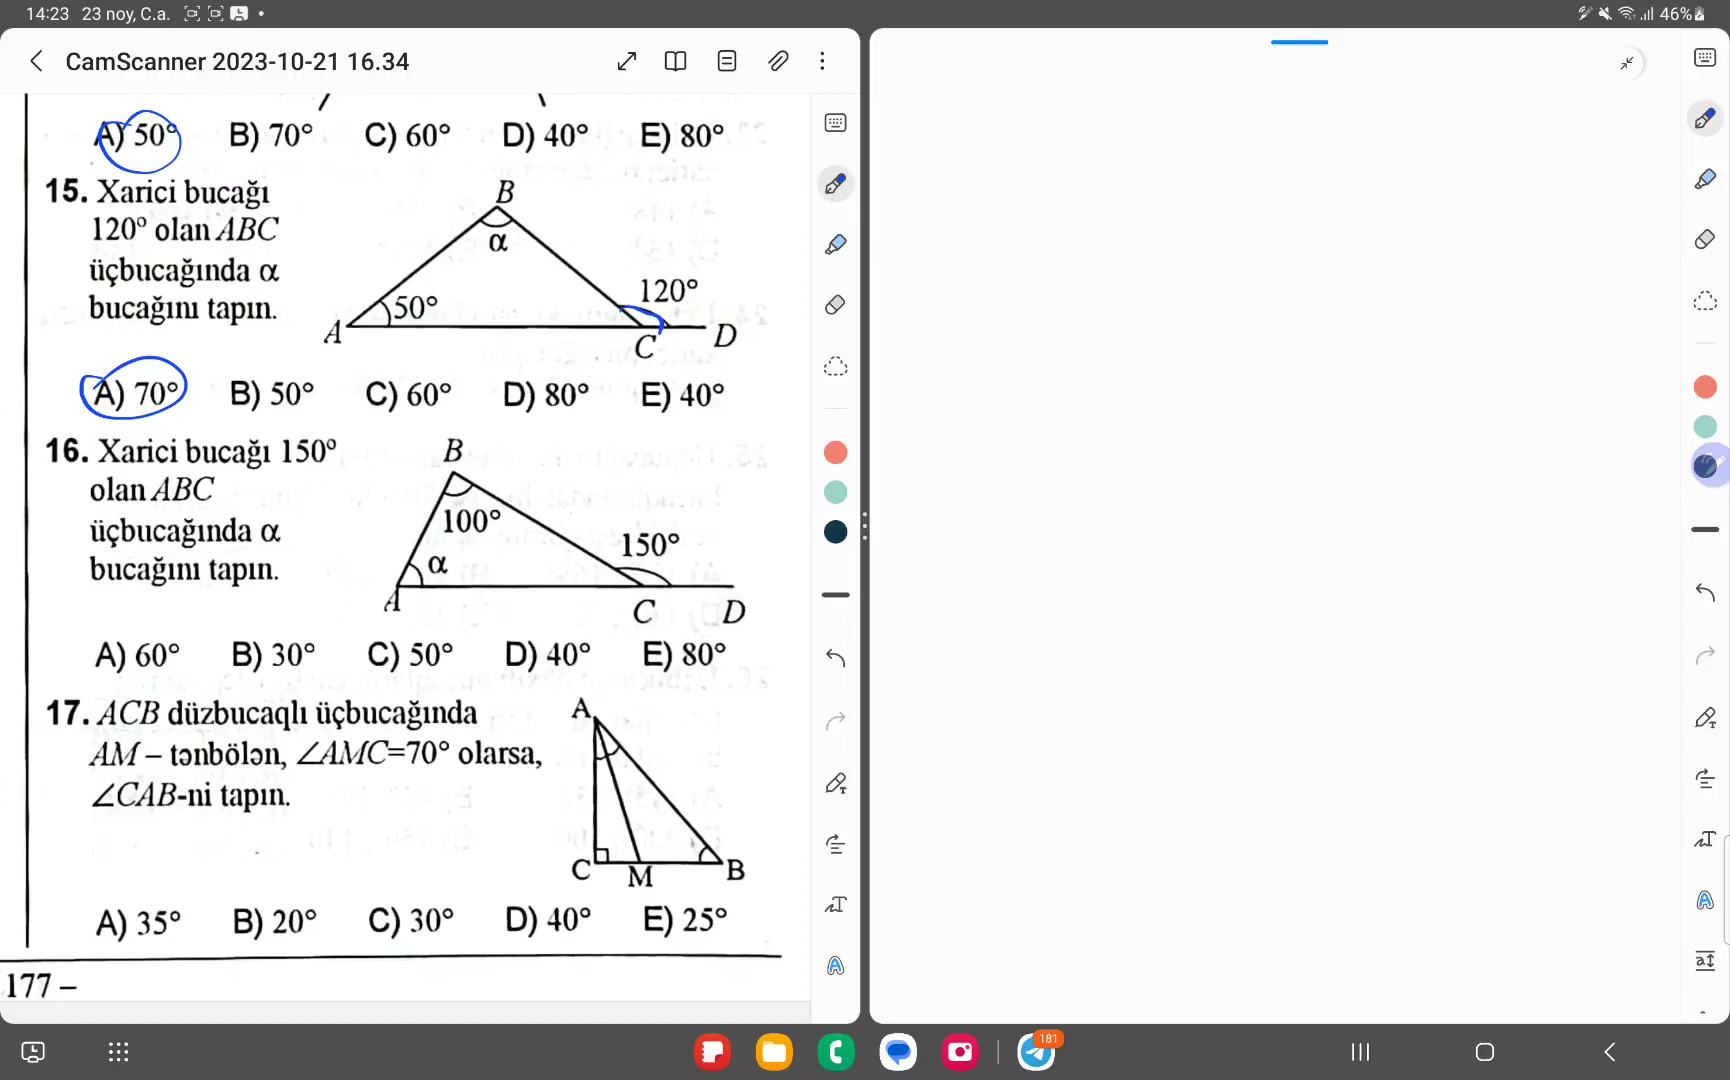 14:23 23 noy, C.a. •
46%
CamScanner 2023-10-21 16.34
A) 50° B) 70° C) 60° D) 40° E) 80°
15. Xarici bucağı
120° olan ABC
üçbucağında α
bucağını tapın.
B
α
50°
120°
A
C
D
A) 70° B) 50° C) 60° D) 80° E) 40°
16. Xarici bucağı 150°
olan ABC
üçbucağında α
bucağını tapın.
B
100°
150°
α
A
C
D
A) 60° B) 30° C) 50° D) 40° E) 80°
17. ACB düzbucaqlı üçbucağında
AM – tənbölən, ∠AMC=70° olarsa,
∠CAB-ni tapın.
A
C
M
B
A) 35° B) 20° C) 30° D) 40° E) 25°
177 –
181